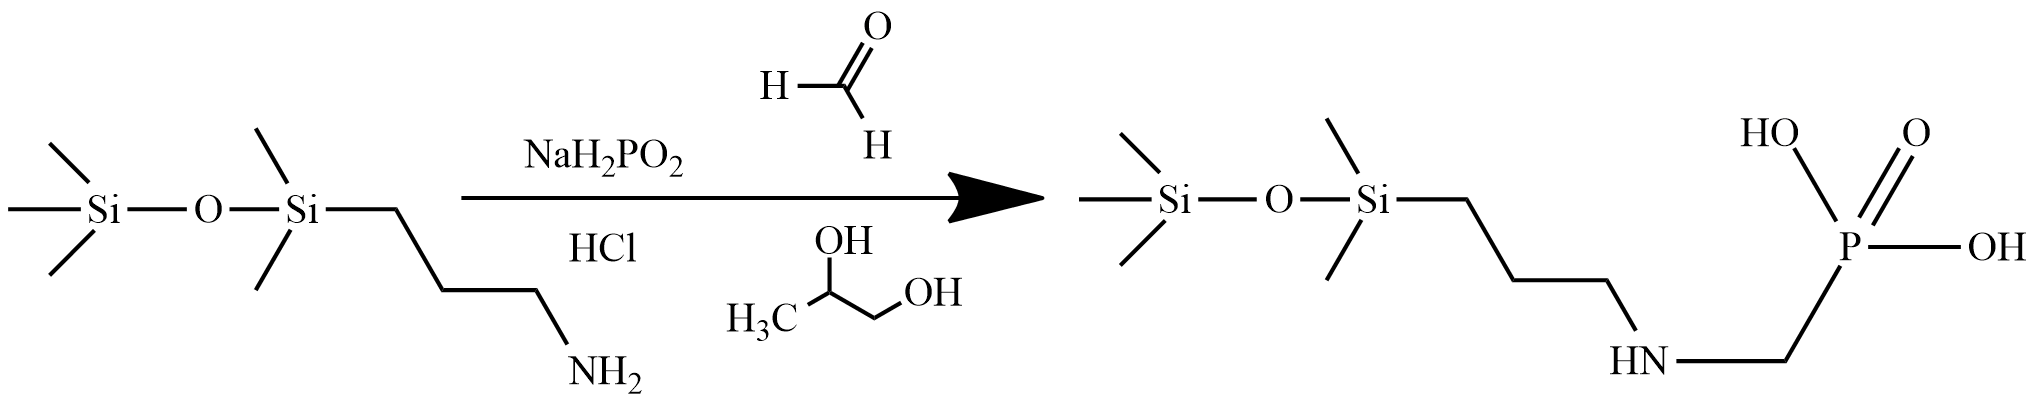 O
H
H
NaH₂PO₂
HCl
OH
OH
H₃C
Si O Si
NH₂
Si O Si
HN
HO
O
P
OH